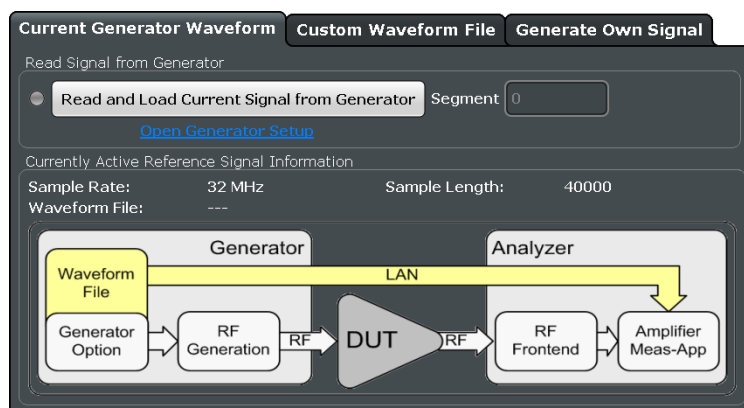 Current Generator Waveform Custom Waveform File Generate Own Signal
Read Signal from Generator
Read and Load Current Signal from Generator Segment 0
Open Generator Setup
Currently Active Reference Signal Information
Sample Rate: 32 MHz Sample Length: 40000
Waveform File: ---
Generator Analyzer
Waveform
File
LAN
Generator
Option
RF
Generation
RF
DUT
RF
RF
Frontend
Amplifier
Meas-App